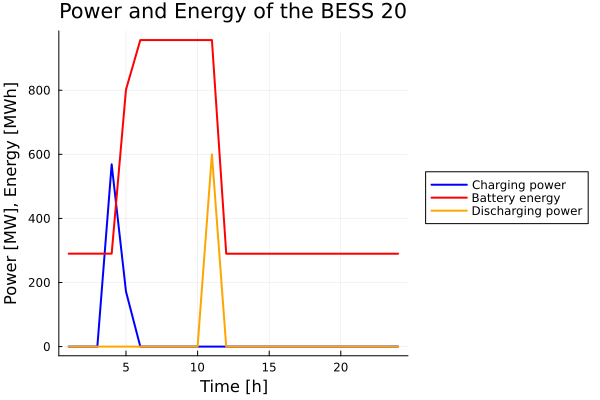 Power and Energy of the BESS 20
Power [MW], Energy [MWh]
800
600
400
200
0
5
10
15
20
Time [h]
Charging power
Battery energy
Discharging power